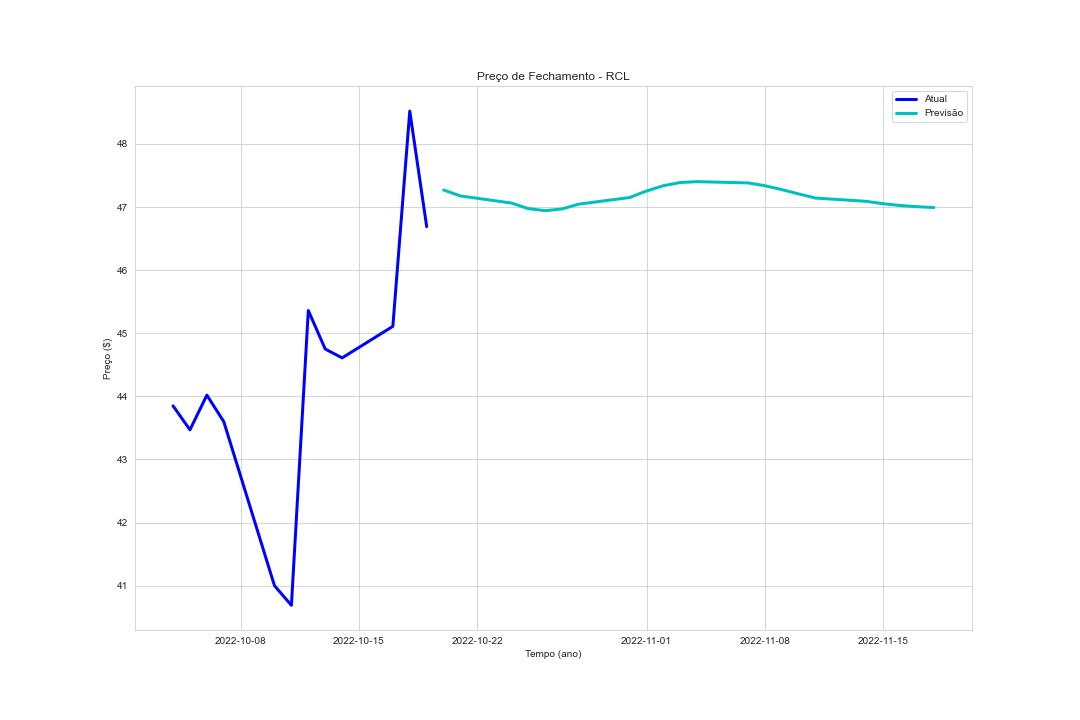 Preço de Fechamento - RCL
Atual
Previsão
48
47
46
45
44
43
42
41
Preço ($)
2022-10-08
2022-10-15
2022-10-22
2022-11-01
2022-11-08
2022-11-15
Tempo (ano)